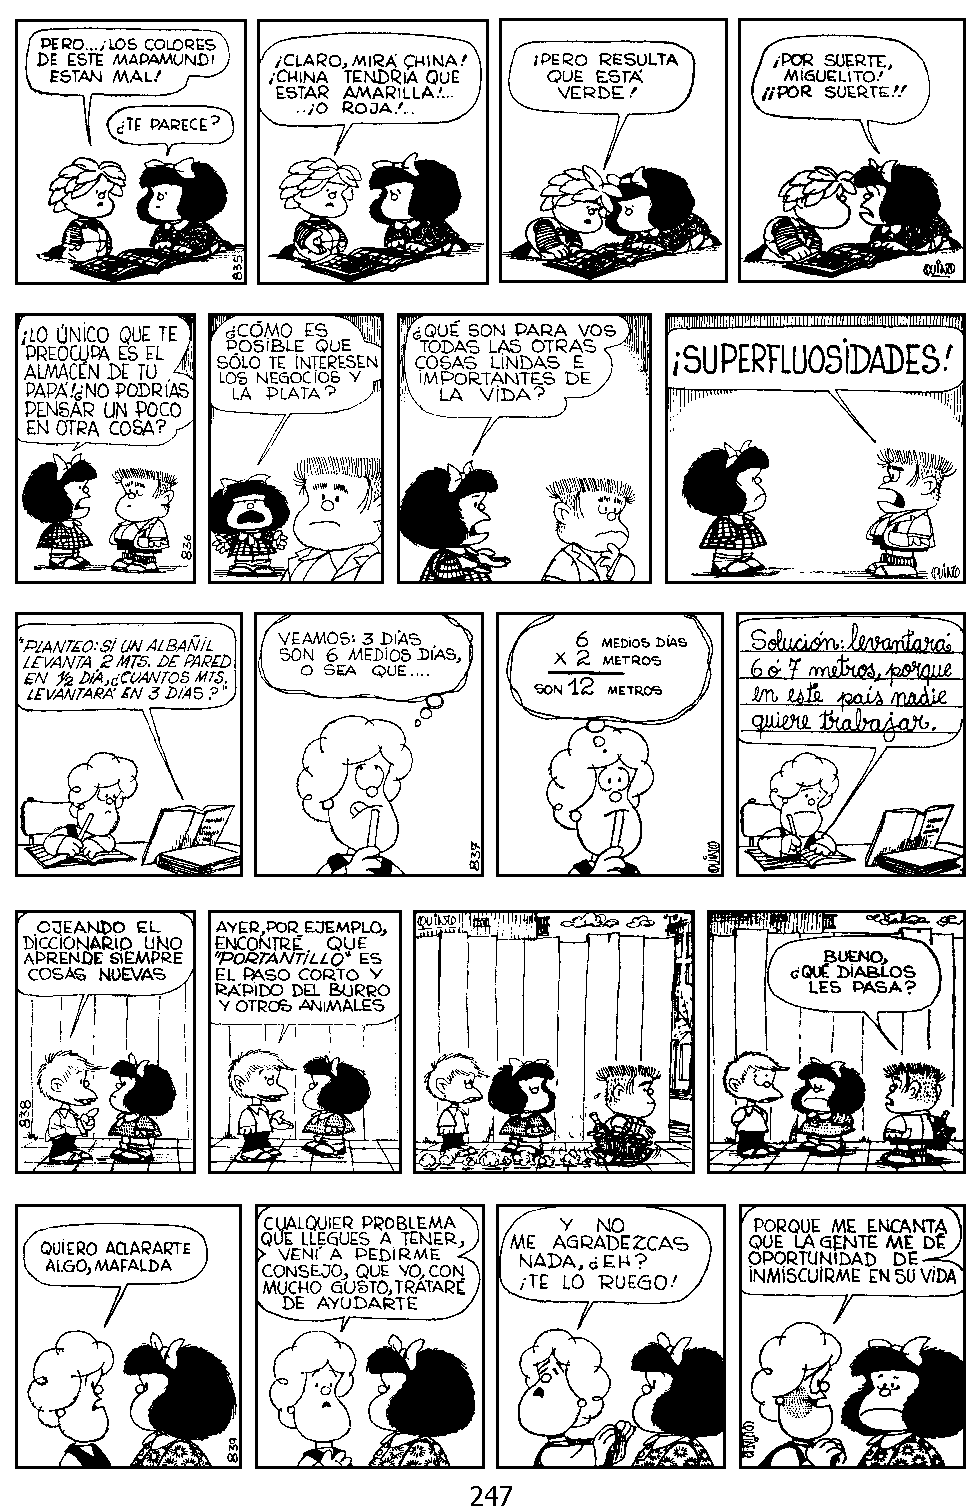 PERO...¡LOS COLORES
DE ESTE MAPAMUNDI
ESTAN MAL!
¿TE PARECE?
835
¡CLARO, MIRÁ CHINA!
¡CHINA TENDRÍA QUE
ESTAR AMARILLA!...
..¡O ROJA!..
¡PERO RESULTA
QUE ESTÁ
VERDE!
¡POR SUERTE,
MIGUELITO!
¡¡POR SUERTE!!
QUINO
¡LO ÚNICO QUE TE
PREOCUPA ES EL
ALMACÉN DE TU
PAPÁ!¿NO PODRÍAS
PENSAR UN POCO
EN OTRA COSA?
836
¿CÓMO ES
POSIBLE QUE
SÓLO TE INTERESEN
LOS NEGOCIOS Y
LA PLATA?
¿QUÉ SON PARA VOS
TODAS LAS OTRAS
COSAS LINDAS E
IMPORTANTES DE
LA VIDA?
¡SUPERFLUOSIDADES!
QUINO
"PLANTEO: SI UN ALBAÑIL
LEVANTA 2 MTS. DE PARED
EN 1/2 DÍA,¿CUANTOS MTS.
LEVANTARÁ EN 3 DÍAS?"
VEAMOS: 3 DÍAS
SON 6 MEDIOS DÍAS,
O SEA QUE....
837
6 MEDIOS DÍAS
X 2 METROS
SON 12 METROS
QUINO
Solución: levantará
6 ó 7 metros, porque
en este país nadie
quiere trabajar.
OJEANDO EL
DICCIONARIO UNO
APRENDE SIEMPRE
COSAS NUEVAS
838
AYER, POR EJEMPLO,
ENCONTRÉ QUE
"PORTANTILLO" ES
EL PASO CORTO Y
RÁPIDO DEL BURRO
Y OTROS ANIMALES
QUINO
BUENO,
¿QUÉ DIABLOS
LES PASA?
QUIERO ACLARARTE
ALGO, MAFALDA
839
CUALQUIER PROBLEMA
QUE LLEGUES A TENER,
VENÍ A PEDIRME
CONSEJO, QUE YO, CON
MUCHO GUSTO, TRATARÉ
DE AYUDARTE
Y NO
ME AGRADEZCAS
NADA, ¿EH?
¡TE LO RUEGO!
PORQUE ME ENCANTA
QUE LA GENTE ME DÉ
OPORTUNIDAD DE
INMISCUIRME EN SU VIDA
QUINO
247